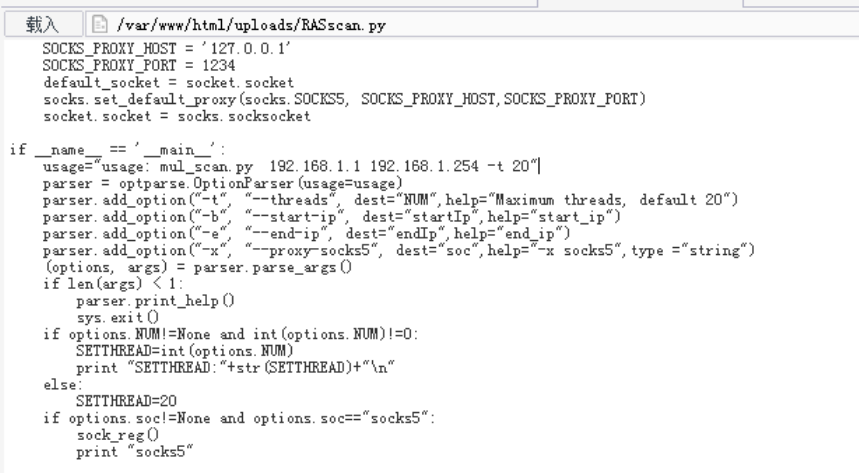 载入 /var/www/html/uploads/RASscan.py
    SOCKS_PROXY_HOST = '127.0.0.1'
    SOCKS_PROXY_PORT = 1234
    default_socket = socket.socket
    socks.set_default_proxy(socks.SOCKS5, SOCKS_PROXY_HOST,SOCKS_PROXY_PORT)
    socket.socket = socks.socksocket
if __name__ == '__main__':
    usage="usage: mul_scan.py  192.168.1.1 192.168.1.254 -t 20"
    parser = optparse.OptionParser(usage=usage)
    parser.add_option("-t", "--threads", dest="NUM",help="Maximum threads, default 20")
    parser.add_option("-b", "--start-ip", dest="startIp",help="start_ip")
    parser.add_option("-e", "--end-ip", dest="endIp",help="end_ip")
    parser.add_option("-x", "--proxy-socks5", dest="soc",help="-x socks5",type ="string")
    (options, args) = parser.parse_args()
    if len(args) < 1:
        parser.print_help()
        sys.exit()
    if options.NUM!=None and int(options.NUM)!=0:
        SETTHREAD=int(options.NUM)
        print "SETTHREAD:"+str(SETTHREAD)+"\n"
    else:
        SETTHREAD=20
    if options.soc!=None and options.soc=="socks5":
        sock_reg()
        print "socks5"